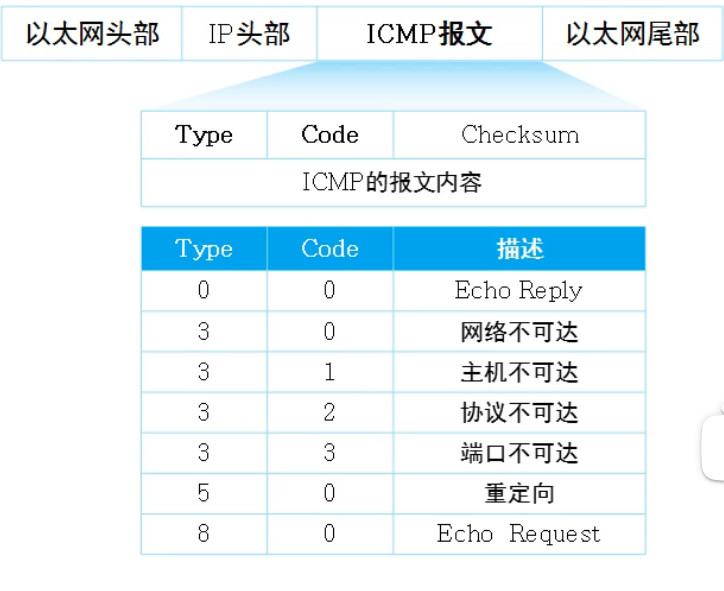 以太网头部 IP头部 ICMP报文 以太网尾部
Type Code Checksum
ICMP的报文内容
Type Code 描述
0 0 Echo Reply
3 0 网络不可达
3 1 主机不可达
3 2 协议不可达
3 3 端口不可达
5 0 重定向
8 0 Echo Request